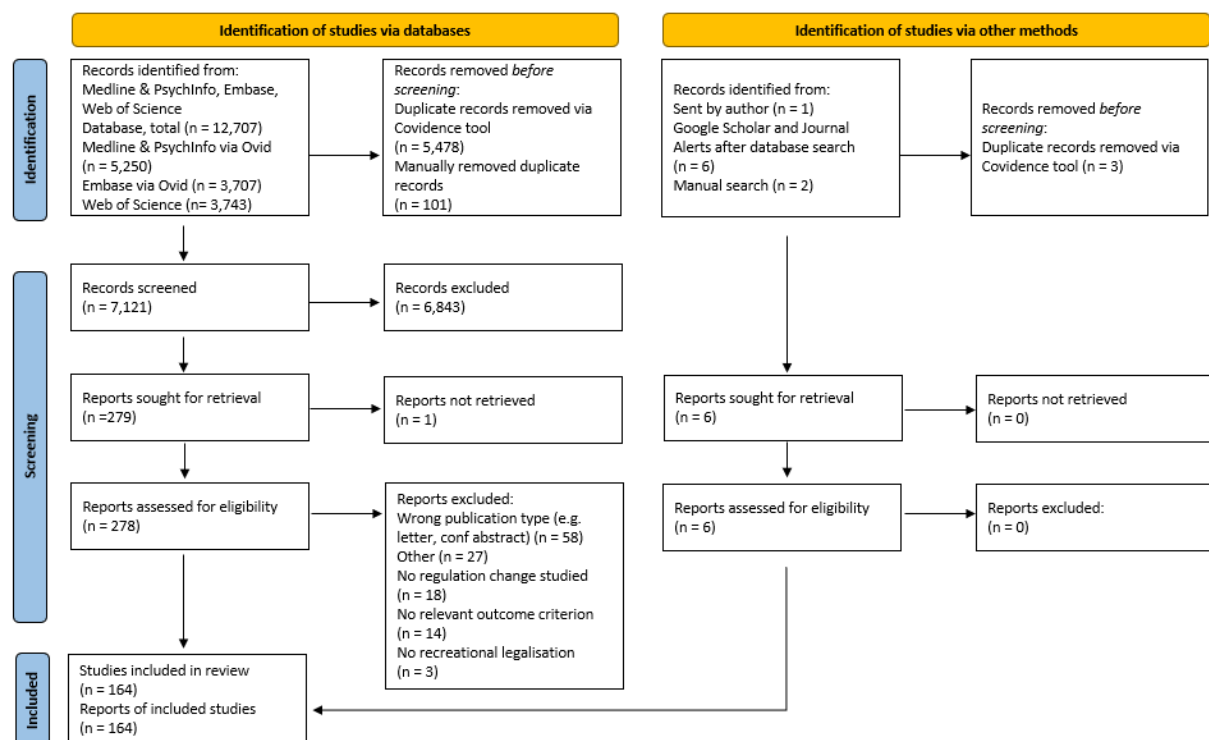 Identification of studies via databases
Identification of studies via other methods
Identification
Records identified from:
Medline & PsychInfo, Embase,
Web of Science
Database, total (n = 12,707)
Medline & PsychInfo via Ovid
(n = 5,250)
Embase via Ovid (n = 3,707)
Web of Science (n= 3,743)
Records removed before
screening:
Duplicate records removed via
Covidence tool
(n = 5,478)
Manually removed duplicate
records
(n = 101)
Records identified from:
Sent by author (n = 1)
Google Scholar and Journal
Alerts after database search
(n = 6)
Manual search (n = 2)
Records removed before
screening:
Duplicate records removed via
Covidence tool (n = 3)
Screening
Records screened
(n = 7,121)
Records excluded
(n = 6,843)
Reports sought for retrieval
(n =279)
Reports not retrieved
(n = 1)
Reports sought for retrieval
(n = 6)
Reports not retrieved
(n = 0)
Reports assessed for eligibility
(n = 278)
Reports excluded:
Wrong publication type (e.g.
letter, conf abstract) (n = 58)
Other (n = 27)
No regulation change studied
(n = 18)
No relevant outcome criterion
(n = 14)
No recreational legalisation
(n = 3)
Reports assessed for eligibility
(n = 6)
Reports excluded:
(n = 0)
Included
Studies included in review
(n = 164)
Reports of included studies
(n = 164)